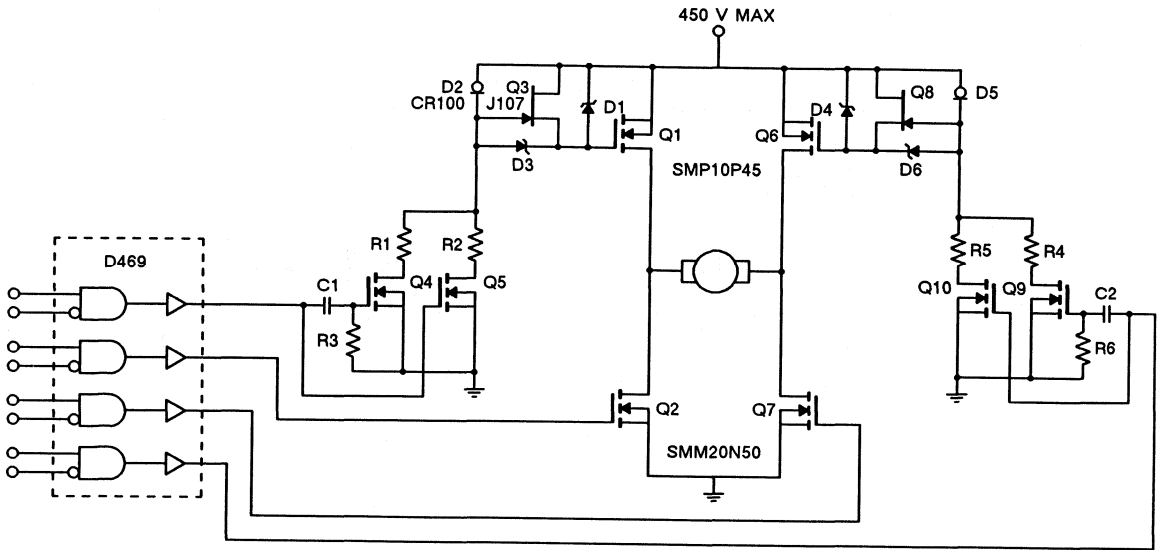 450 V MAX
D2
CR100
Q3
J107
D1
Q1
D3
D4
Q6
Q8
D5
D6
SMP10P45
D469
R1
R2
C1
Q4
Q5
R3
R5
R4
Q10
Q9
C2
R6
Q2
Q7
SMM20N50